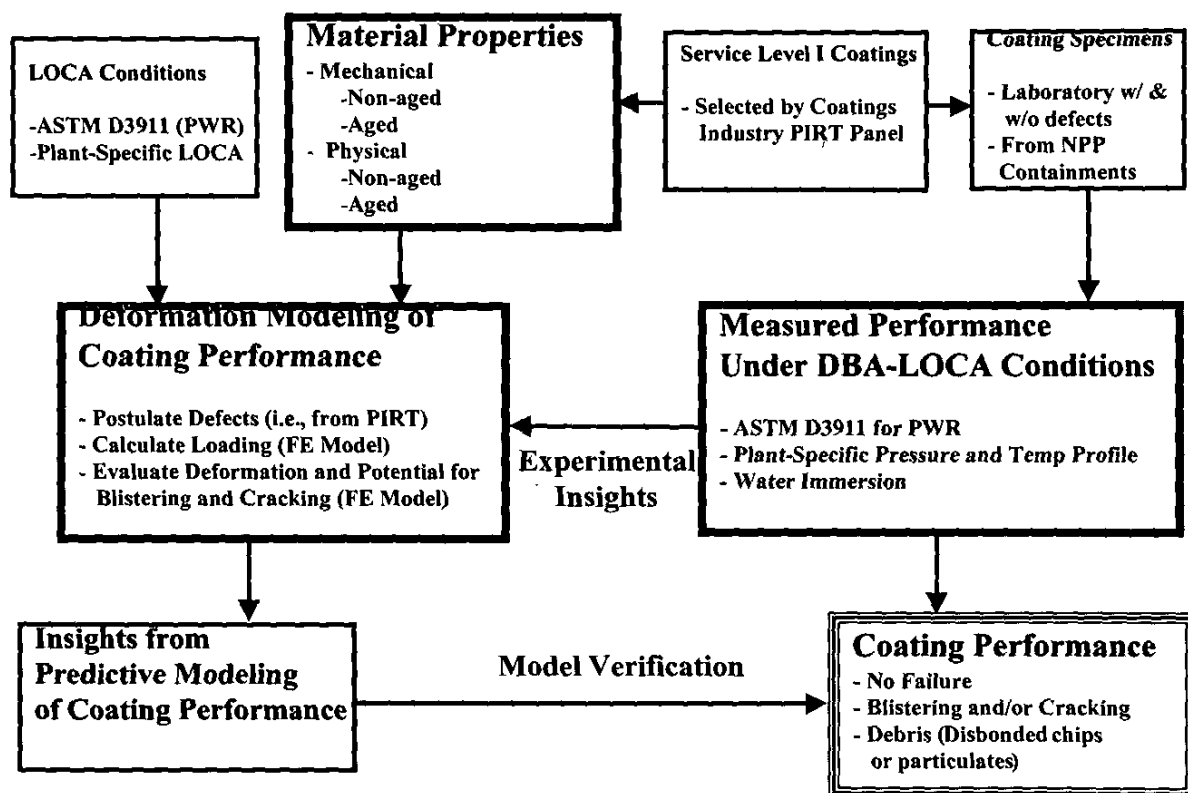 LOCA Conditions
-ASTM D3911 (PWR)
-Plant-Specific LOCA
Material Properties
- Mechanical
-Non-aged
-Aged
- Physical
-Non-aged
-Aged
Service Level I Coatings
- Selected by Coatings
Industry PIRT Panel
Coating Specimens
- Laboratory w/ &
w/o defects
- From NPP
Containments
Deformation Modeling of
Coating Performance
- Postulate Defects (i.e., from PIRT)
- Calculate Loading (FE Model)
- Evaluate Deformation and Potential for
Blistering and Cracking (FE Model)
Experimental
Insights
Measured Performance
Under DBA-LOCA Conditions
- ASTM D3911 for PWR
- Plant-Specific Pressure and Temp Profile
- Water Immersion
Insights from
Predictive Modeling
of Coating Performance
Model Verification
Coating Performance
- No Failure
- Blistering and/or Cracking
- Debris (Disbonded chips
or particulates)